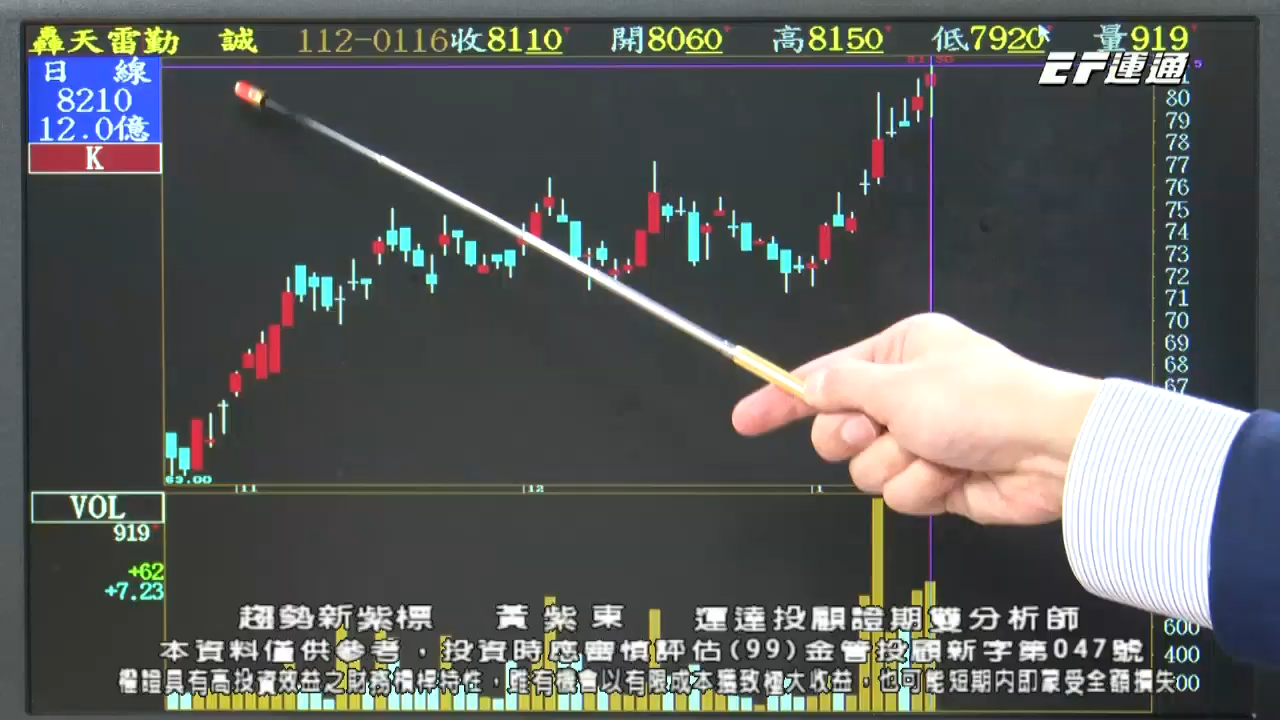 轟天雷勤 誠 112-0116 收8110 開8060 高8150 低7920 量919
EF運通
日 線
8210
12.0億
K
80
79
78
77
76
75
74
73
72
71
70
69
68
67
63.00
11 12 1
VOL
919
+62
+7.23
趨勢新紫標 黃紫東 運達投顧證期雙分析師
600
本資料僅供參考，投資時應審慎評估(99)金管投顧新字第047號
400
權證具有高投資效益之財務槓桿特性，雖有機會以有限成本獲致極大收益，也可能短期內即蒙受全額損失